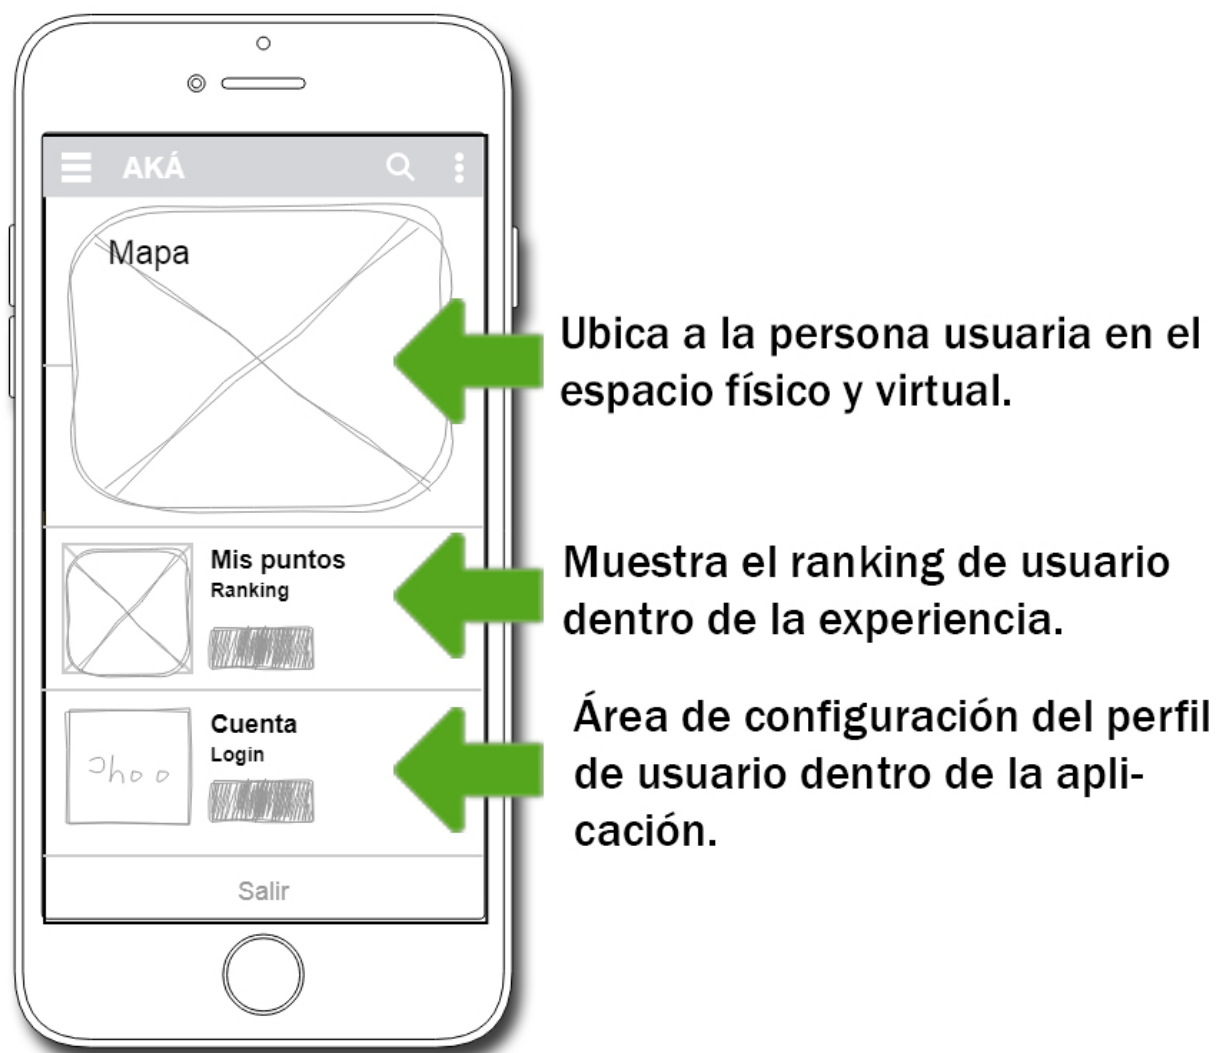 AKÁ
Mapa
Ubica a la persona usuaria en el
espacio físico y virtual.
Mis puntos
Ranking
Muestra el ranking de usuario
dentro de la experiencia.
Cuenta
Login
Área de configuración del perfil
de usuario dentro de la apli-
cación.
Salir